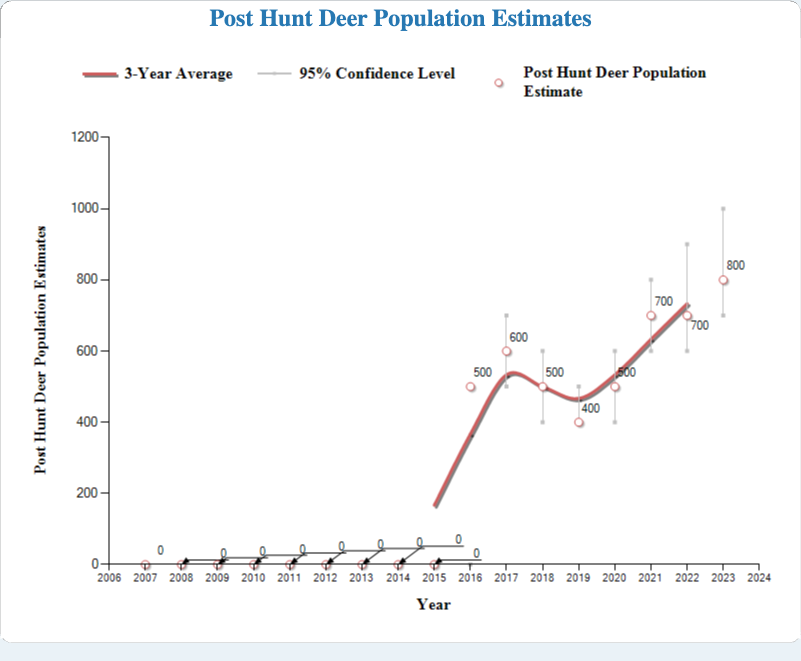 Post Hunt Deer Population Estimates
3-Year Average
95% Confidence Level
Post Hunt Deer Population
Estimate
Post Hunt Deer Population Estimates
1200
1000
800
600
400
200
0
800
700
700
600
500
500
500
400
0 0 0 0 0 0 0 0 0
2006 2007 2008 2009 2010 2011 2012 2013 2014 2015 2016 2017 2018 2019 2020 2021 2022 2023 2024
Year